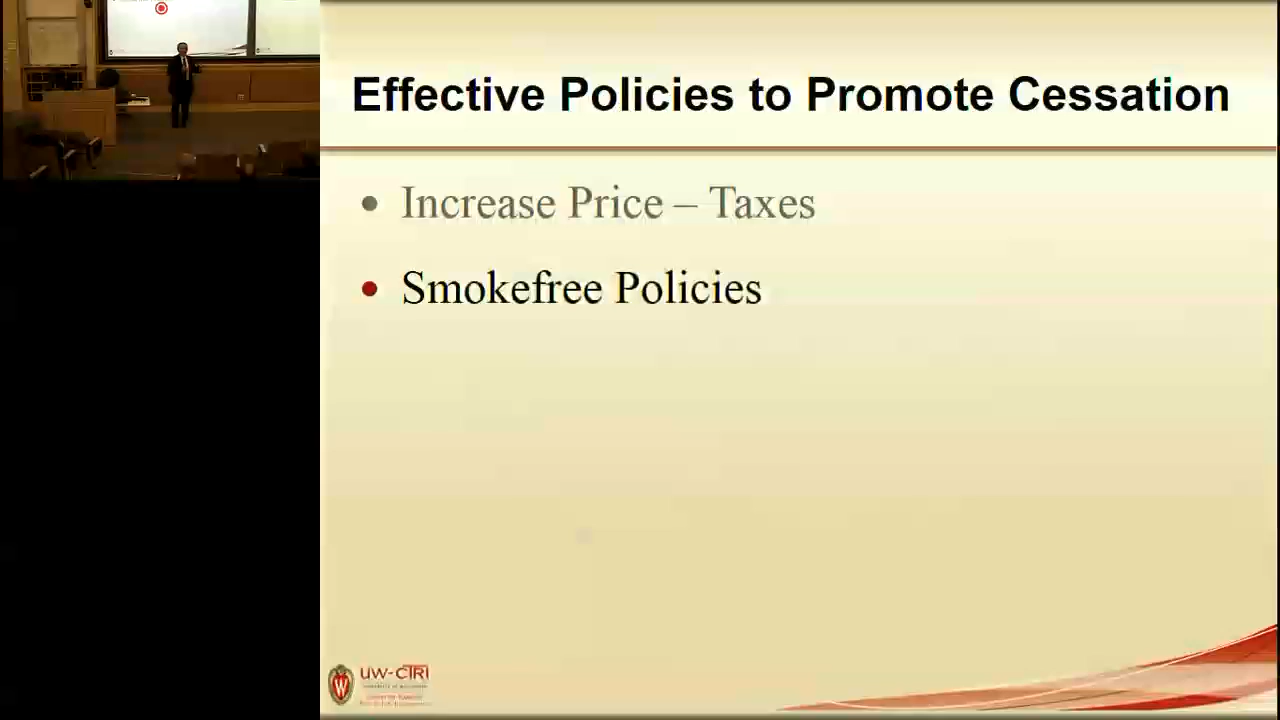 Effective Policies to Promote Cessation
• Increase Price – Taxes
• Smokefree Policies
UW-CTRI